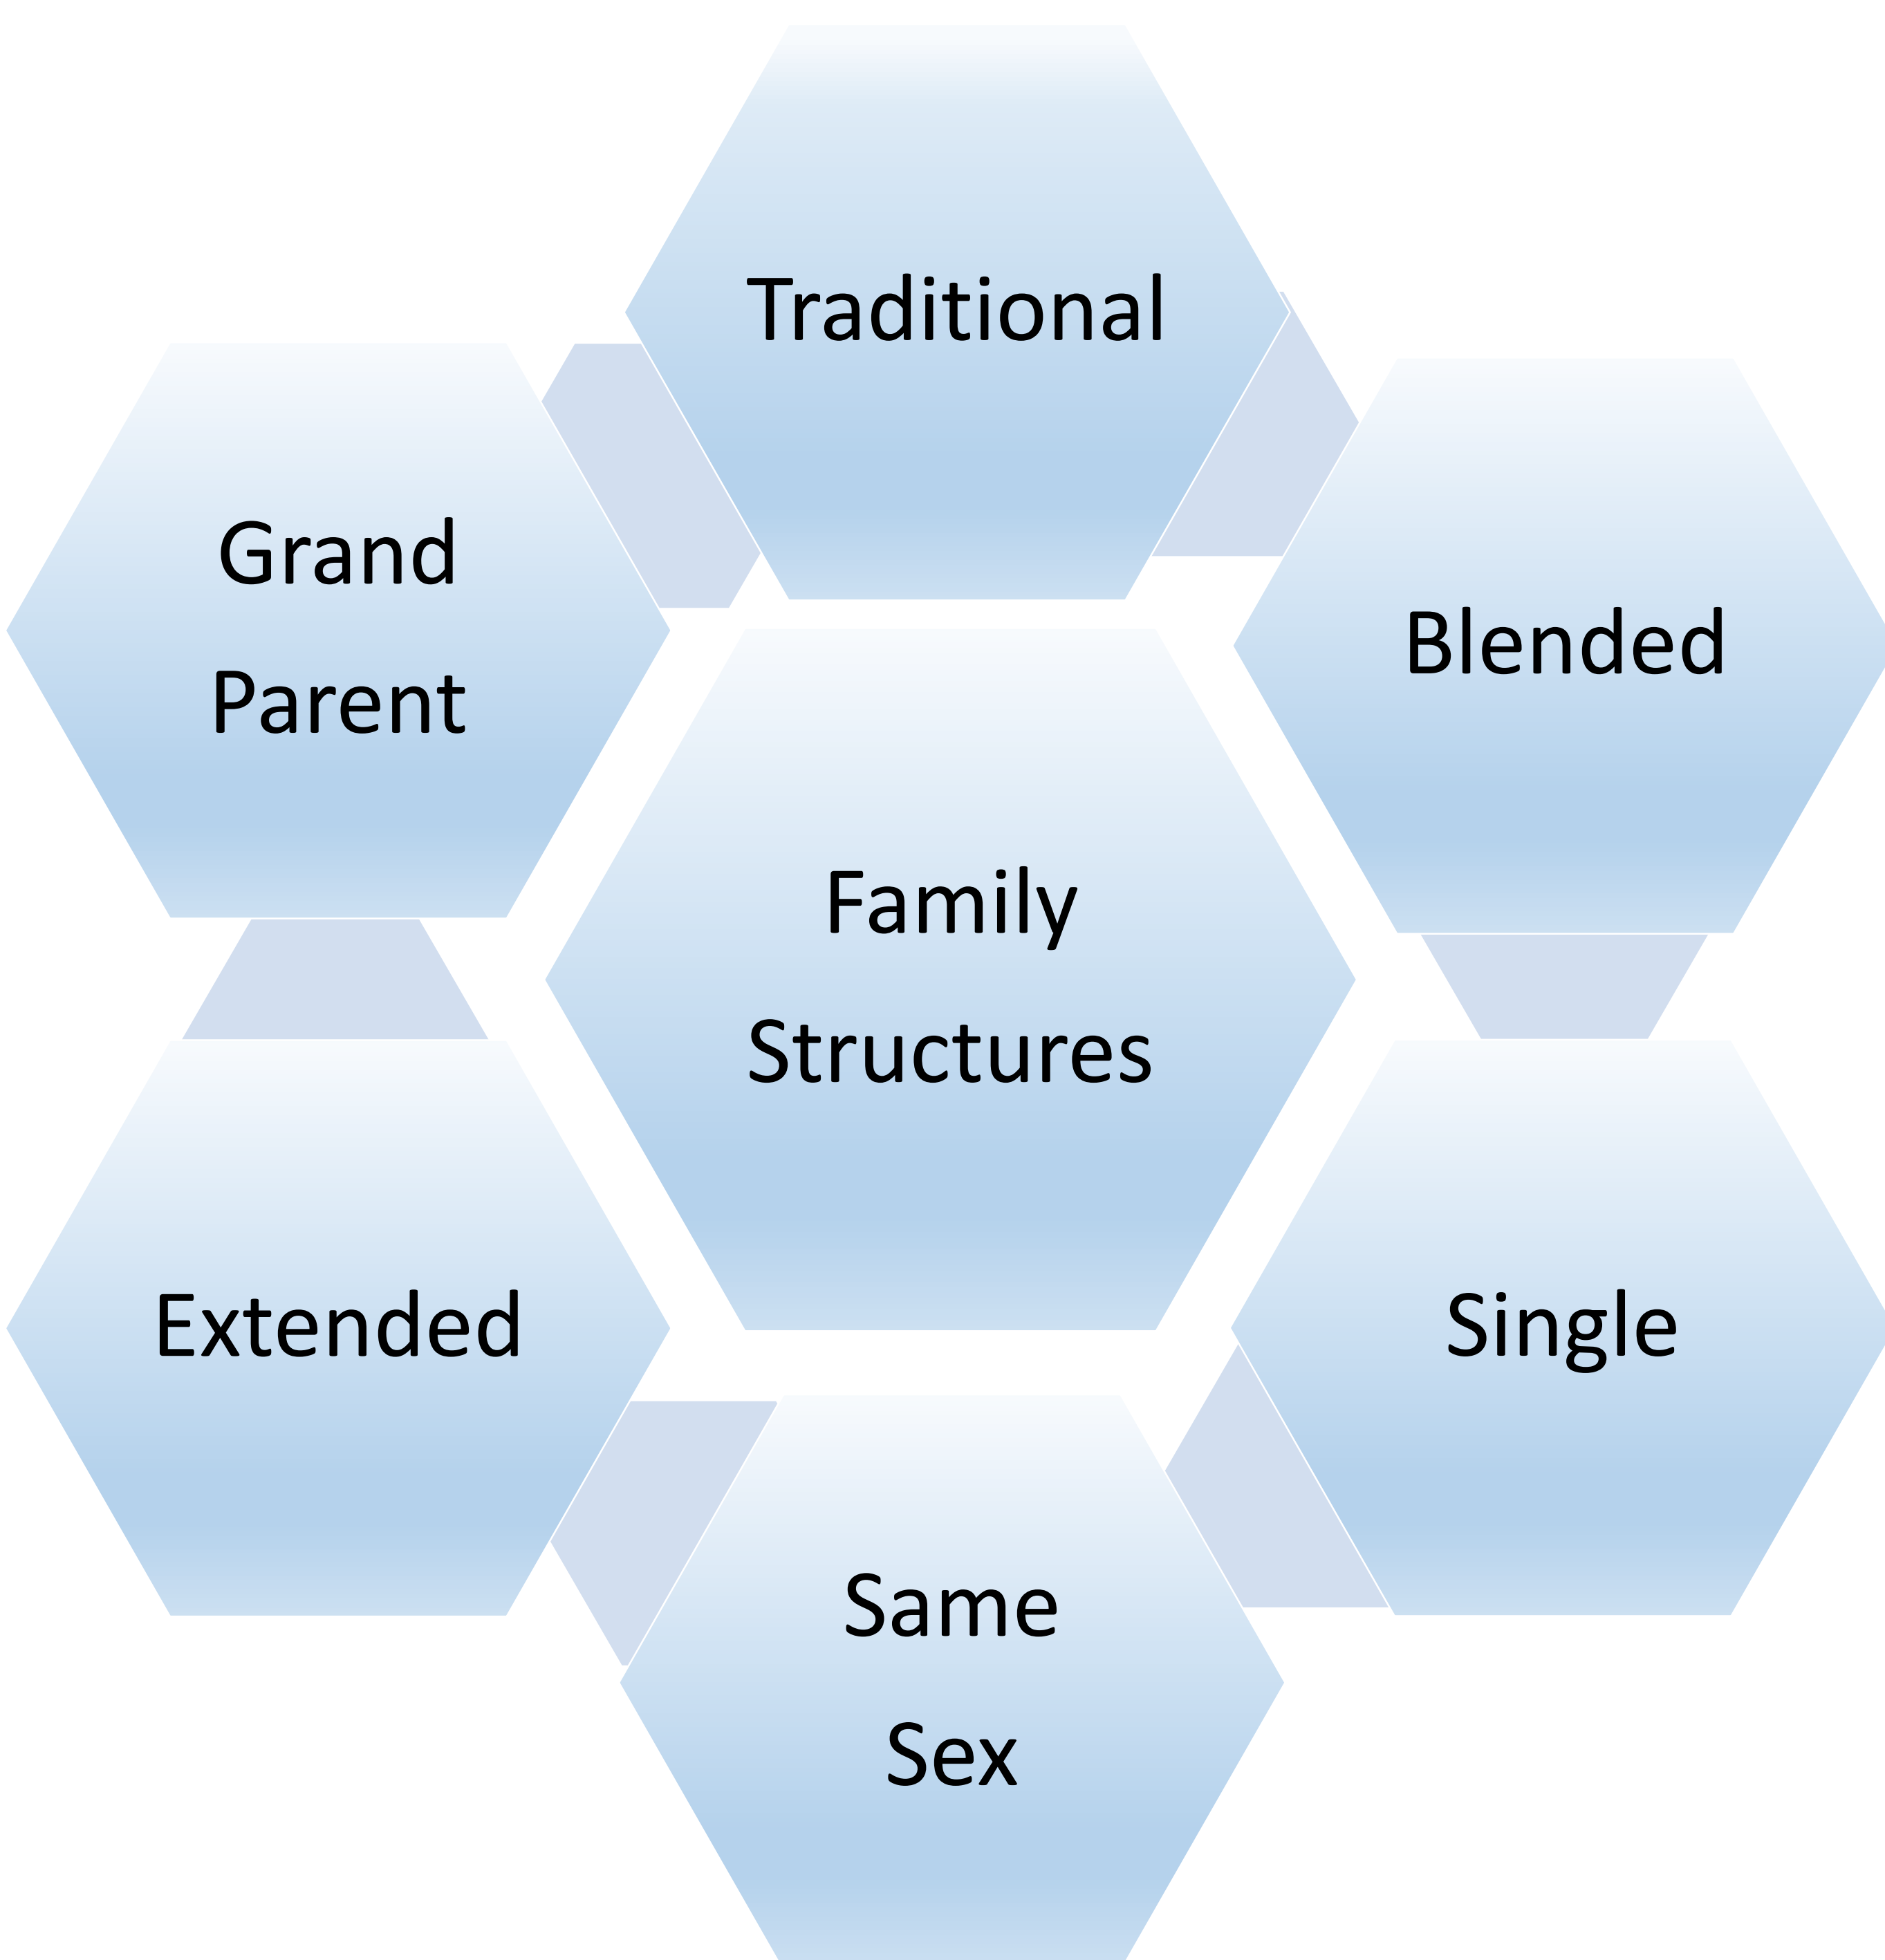 Traditional
Grand
Parent
Blended
Family
Structures
Extended
Single
Same
Sex